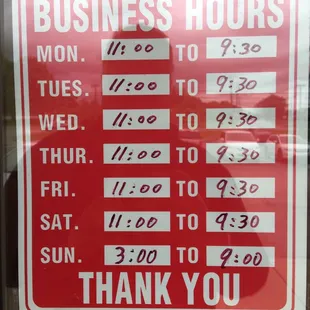 BUSINESS HOURS
MON. 11:00 TO 9:30
TUES. 11:00 TO 9:30
WED. 11:00 TO 9:30
THUR. 11:00 TO 9:30
FRI. 11:00 TO 9:30
SAT. 11:00 TO 9:30
SUN. 3:00 TO 9:00
THANK YOU